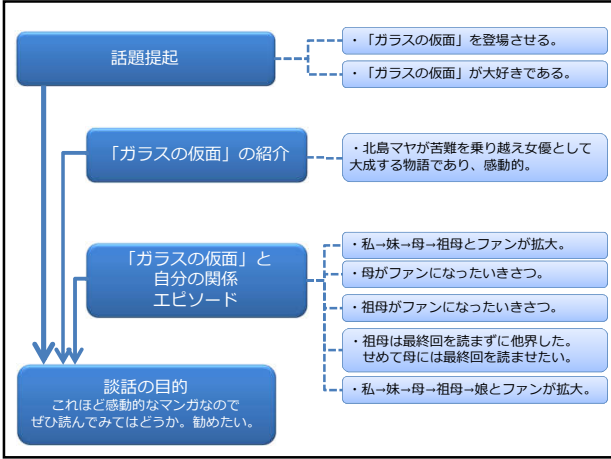 話題提起
・「ガラスの仮面」を登場させる。
・「ガラスの仮面」が大好きである。
「ガラスの仮面」の紹介
・北島マヤが苦難を乗り越え女優として
大成する物語であり、感動的。
「ガラスの仮面」と
自分の関係
エピソード
・私→妹→母→祖母とファンが拡大。
・母がファンになったいきさつ。
・祖母がファンになったいきさつ。
・祖母は最終回を読まずに他界した。
せめて母には最終回を読ませたい。
・私→妹→母→祖母→娘とファンが拡大。
談話の目的
これほど感動的なマンガなので
ぜひ読んでみてはどうか。勧めたい。